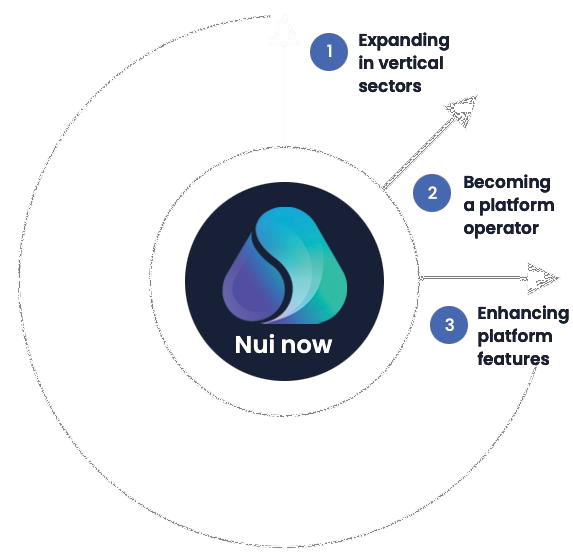 1
Expanding
in vertical
sectors
2
Becoming
a platform
operator
3
Enhancing
platform
features
Nui now